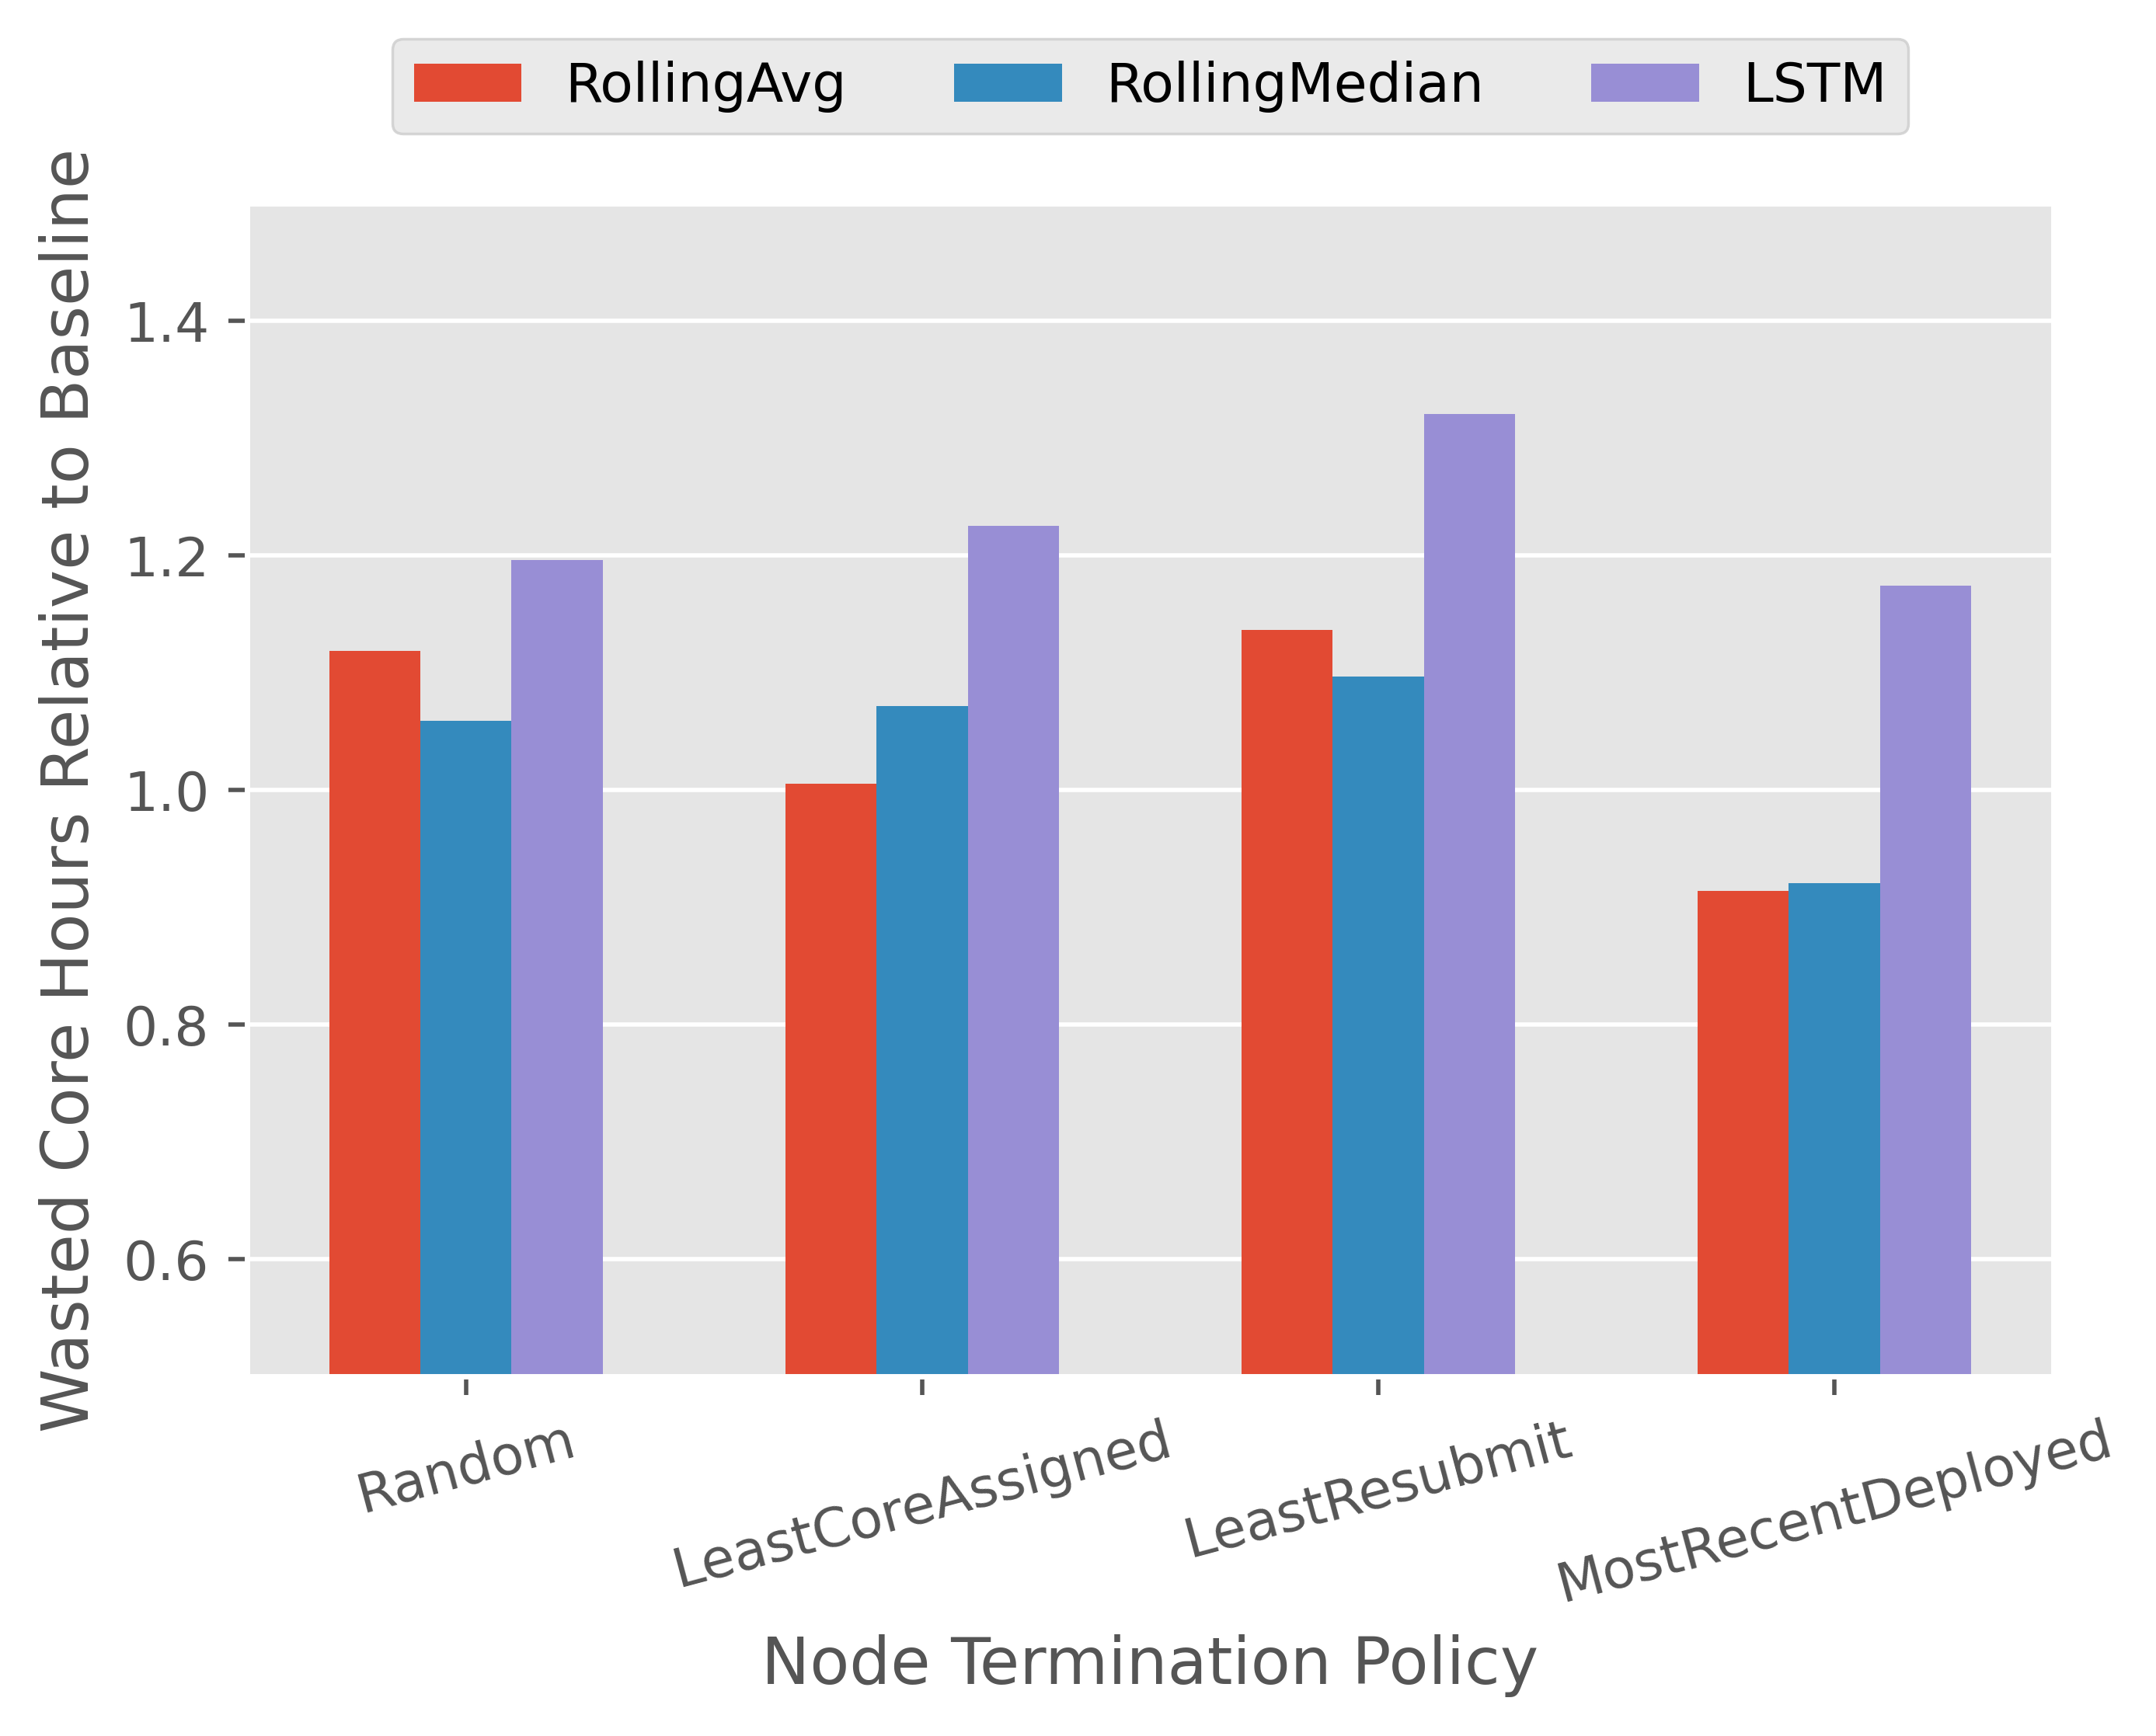 RollingAvg RollingMedian LSTM
Wasted Core Hours Relative to Baseline
1.4
1.2
1.0
0.8
0.6
Random
LeastCoreAssigned
LeastResubmit
MostRecentDeployed
Node Termination Policy